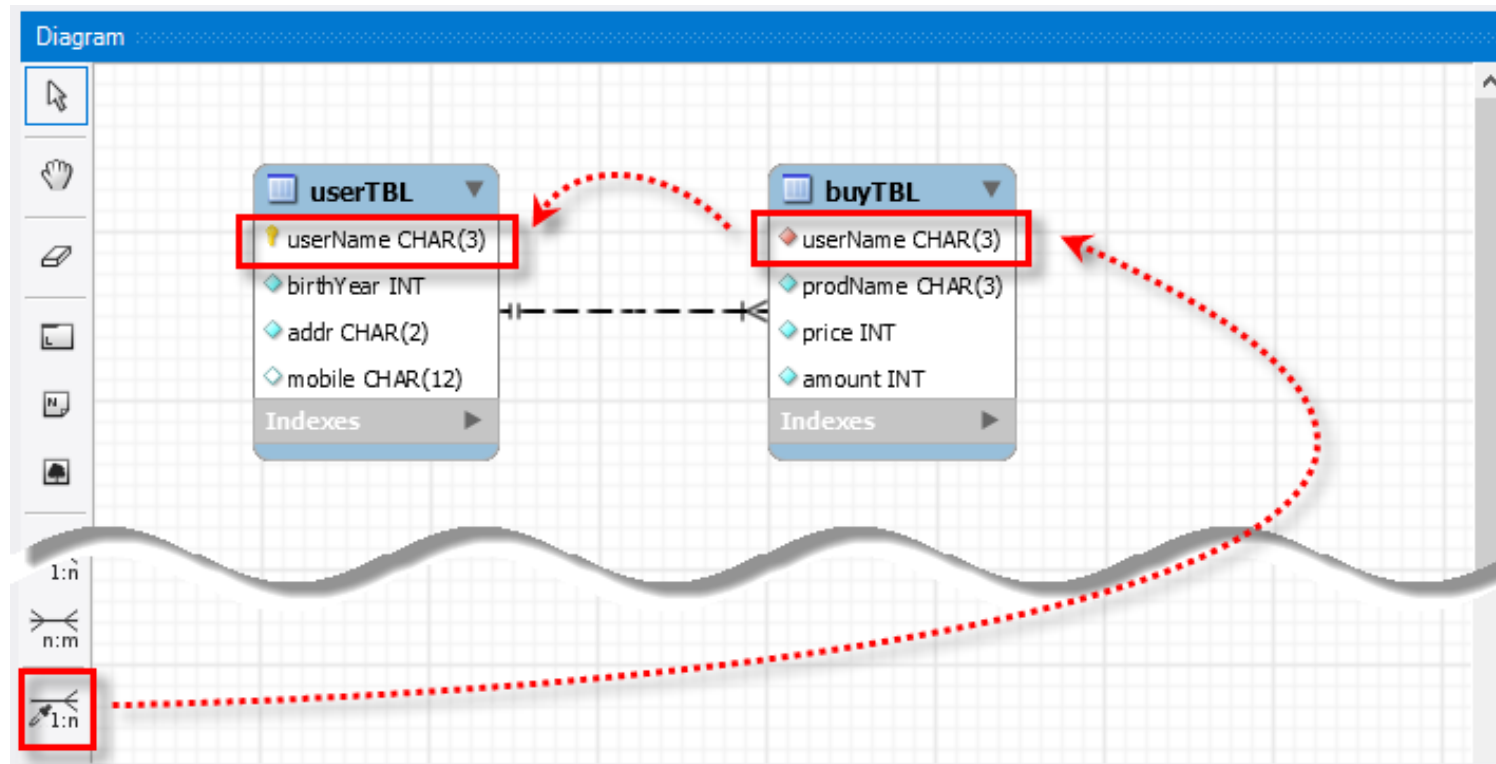 Diagram
userTBL
userName CHAR(3)
birthYear INT
addr CHAR(2)
mobile CHAR(12)
Indexes
buyTBL
userName CHAR(3)
prodName CHAR(3)
price INT
amount INT
Indexes
L
N
1:n
n:m
1:n